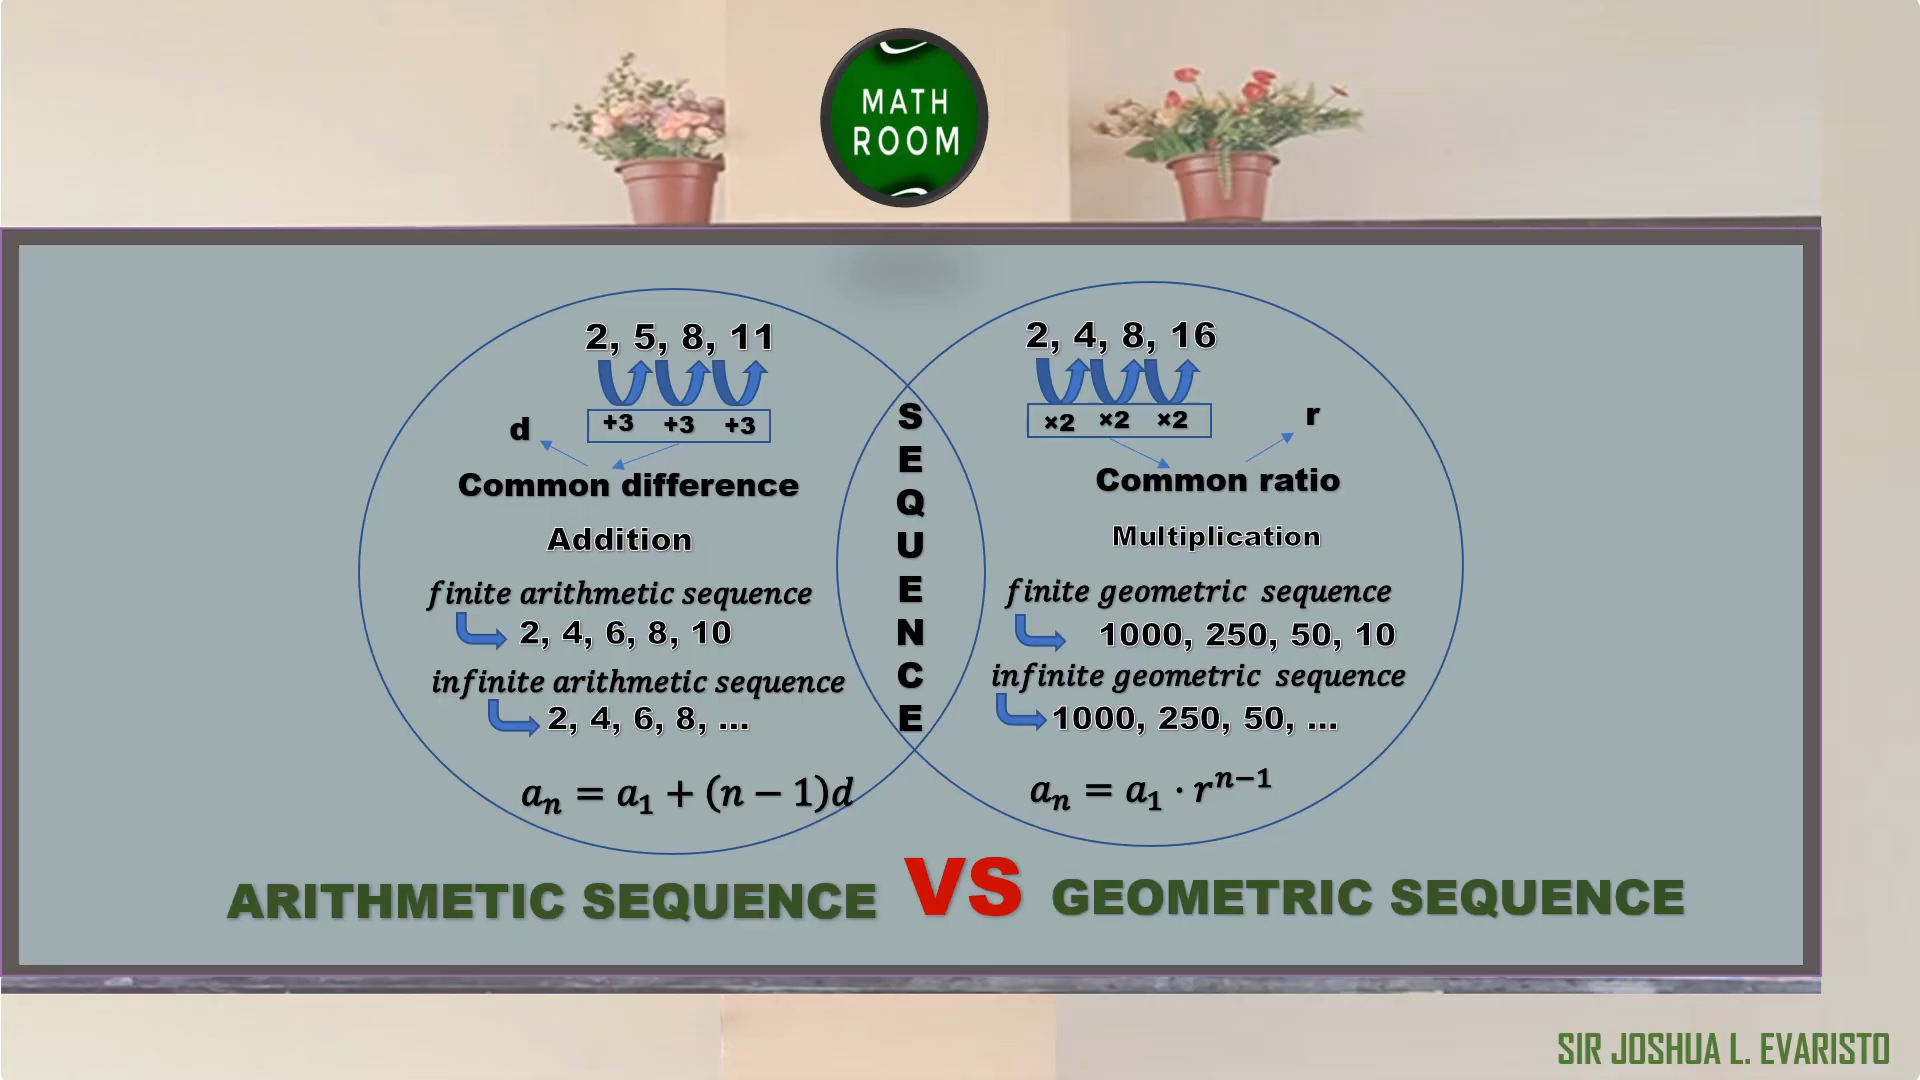 MATH
ROOM
2, 5, 8, 11
+3 +3 +3
d
Common difference
Addition
finite arithmetic sequence
2, 4, 6, 8, 10
infinite arithmetic sequence
2, 4, 6, 8, ...
aₙ = a₁ + (n − 1)d
S
E
Q
U
E
N
C
E
2, 4, 8, 16
×2 ×2 ×2
r
Common ratio
Multiplication
finite geometric sequence
1000, 250, 50, 10
infinite geometric sequence
1000, 250, 50, ...
aₙ = a₁ · rⁿ⁻¹
ARITHMETIC SEQUENCE VS GEOMETRIC SEQUENCE
SIR JOSHUA L. EVARISTO